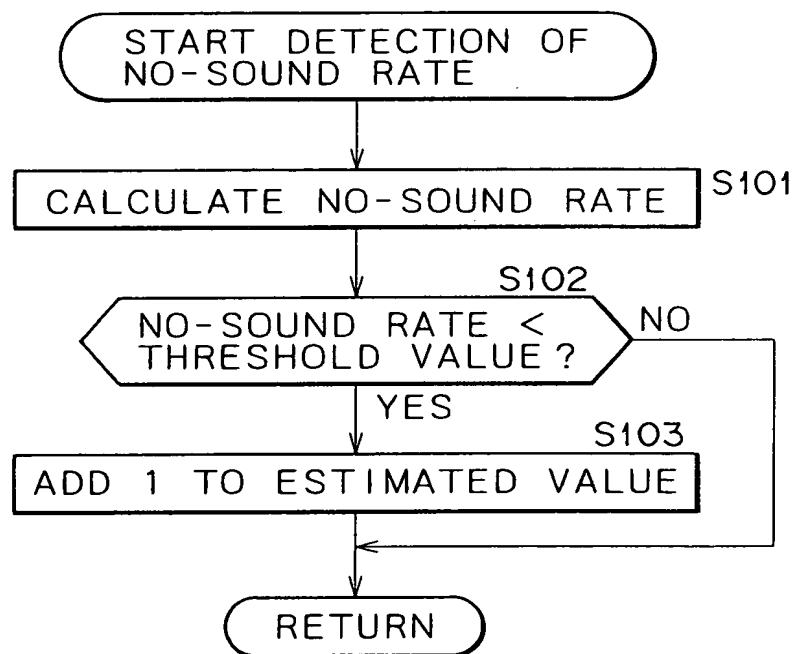 START DETECTION OF
NO-SOUND RATE
CALCULATE NO-SOUND RATE
S101
S102
NO-SOUND RATE <
THRESHOLD VALUE ?
NO
YES
S103
ADD 1 TO ESTIMATED VALUE
RETURN